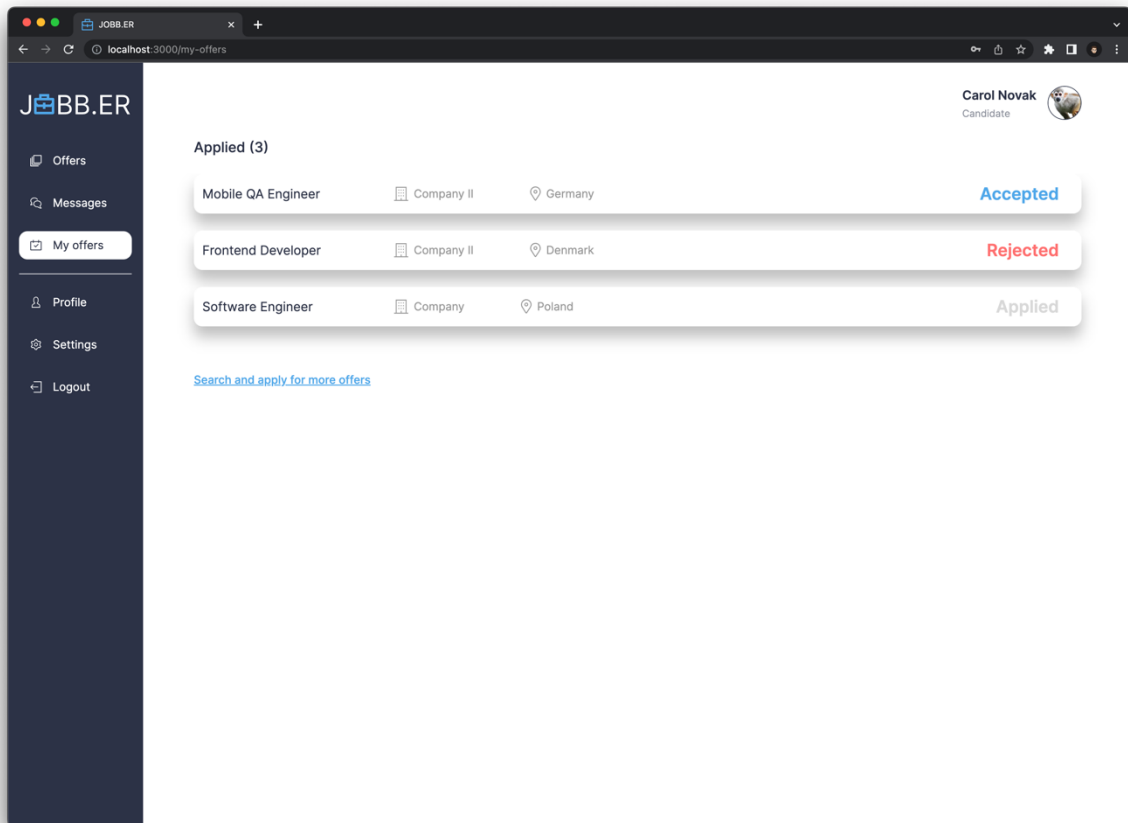 JOBB.ER
localhost:3000/my-offers
JOBB.ER
Carol Novak
Candidate
Offers
Messages
My offers
Profile
Settings
Logout
Applied (3)
Mobile QA Engineer Company II Germany Accepted
Frontend Developer Company II Denmark Rejected
Software Engineer Company Poland Applied
Search and apply for more offers